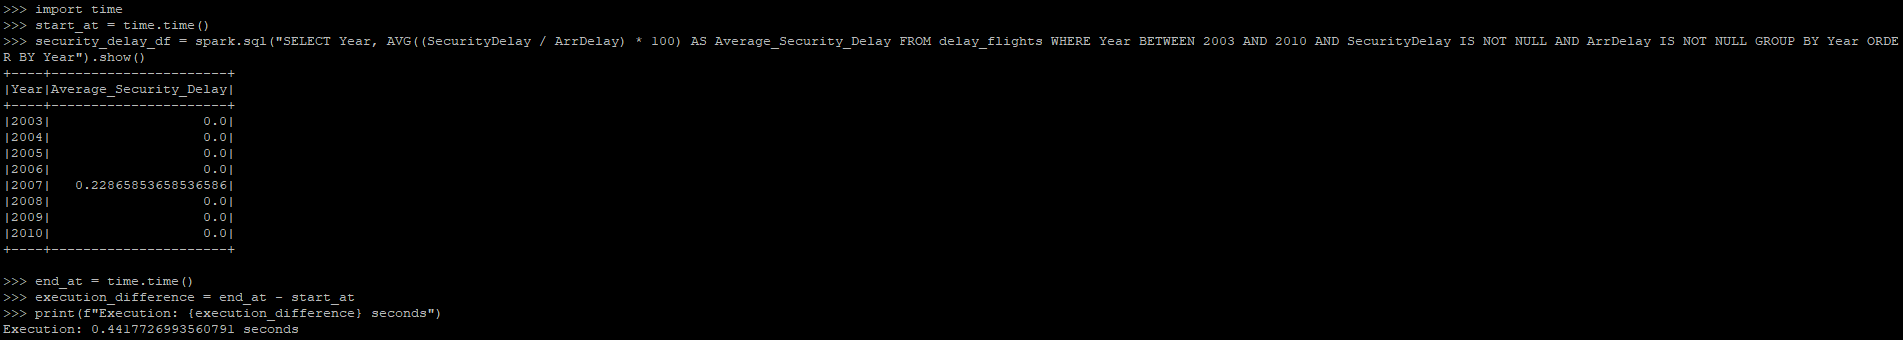 >>> import time
>>> start_at = time.time()
>>> security_delay_df = spark.sql("SELECT Year, AVG((SecurityDelay / ArrDelay) * 100) AS Average_Security_Delay FROM delay_flights WHERE Year BETWEEN 2003 AND 2010 AND SecurityDelay IS NOT NULL AND ArrDelay IS NOT NULL GROUP BY Year ORDE
R BY Year").show()
+----+----------------------+
|Year|Average_Security_Delay|
+----+----------------------+
|2003|                   0.0|
|2004|                   0.0|
|2005|                   0.0|
|2006|                   0.0|
|2007|   0.22865853658536586|
|2008|                   0.0|
|2009|                   0.0|
|2010|                   0.0|
+----+----------------------+
>>> end_at = time.time()
>>> execution_difference = end_at - start_at
>>> print(f"Execution: {execution_difference} seconds")
Execution: 0.4417726993560791 seconds